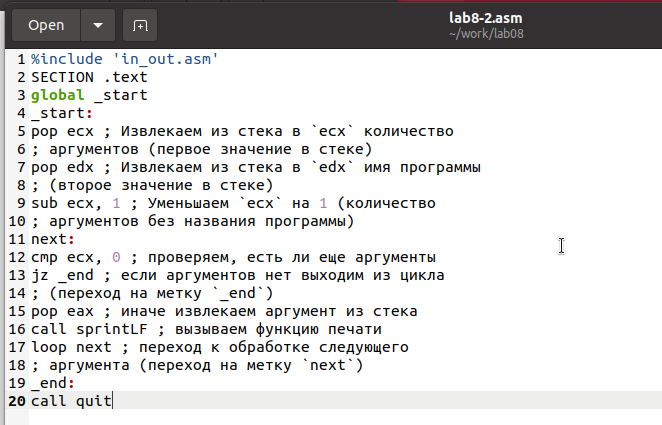 Open
lab8-2.asm
~/work/lab08
1 %include 'in_out.asm'
2 SECTION .text
3 global _start
4 _start:
5 pop ecx ; Извлекаем из стека в `ecx` количество
6 ; аргументов (первое значение в стеке)
7 pop edx ; Извлекаем из стека в `edx` имя программы
8 ; (второе значение в стеке)
9 sub ecx, 1 ; Уменьшаем `ecx` на 1 (количество
10 ; аргументов без названия программы)
11 next:
12 cmp ecx, 0 ; проверяем, есть ли еще аргументы
13 jz _end ; если аргументов нет выходим из цикла
14 ; (переход на метку `_end`)
15 pop eax ; иначе извлекаем аргумент из стека
16 call sprintLF ; вызываем функцию печати
17 loop next ; переход к обработке следующего
18 ; аргумента (переход на метку `next`)
19 _end:
20 call quit